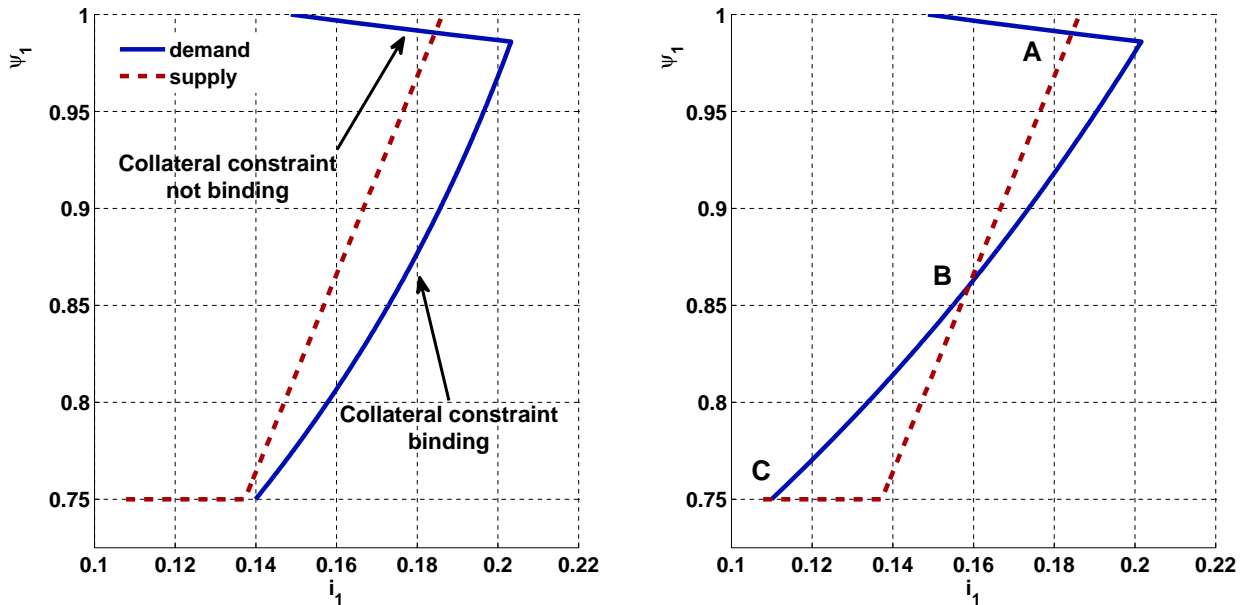 ψ1
1
0.95
0.9
0.85
0.8
0.75
demand
supply
Collateral constraint
not binding
Collateral constraint
binding
0.1 0.12 0.14 0.16 0.18 0.2 0.22
i1
ψ1
1
0.95
0.9
0.85
0.8
0.75
A
B
C
0.1 0.12 0.14 0.16 0.18 0.2 0.22
i1